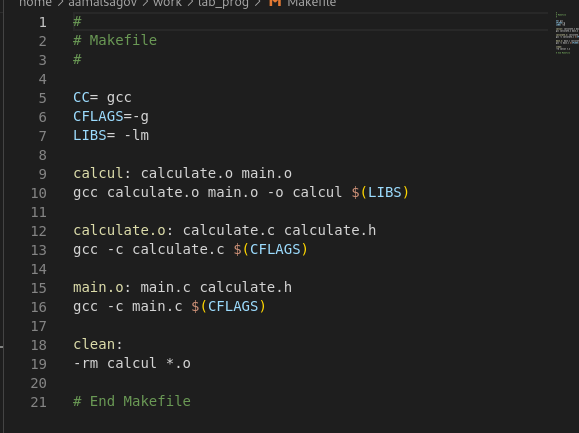 home > aamalsagov > work > lab_prog > Makefile
1 #
2 # Makefile
3 #
4
5 CC= gcc
6 CFLAGS=-g
7 LIBS= -lm
8
9 calcul: calculate.o main.o
10 gcc calculate.o main.o -o calcul $(LIBS)
11
12 calculate.o: calculate.c calculate.h
13 gcc -c calculate.c $(CFLAGS)
14
15 main.o: main.c calculate.h
16 gcc -c main.c $(CFLAGS)
17
18 clean:
19 -rm calcul *.o
20
21 # End Makefile